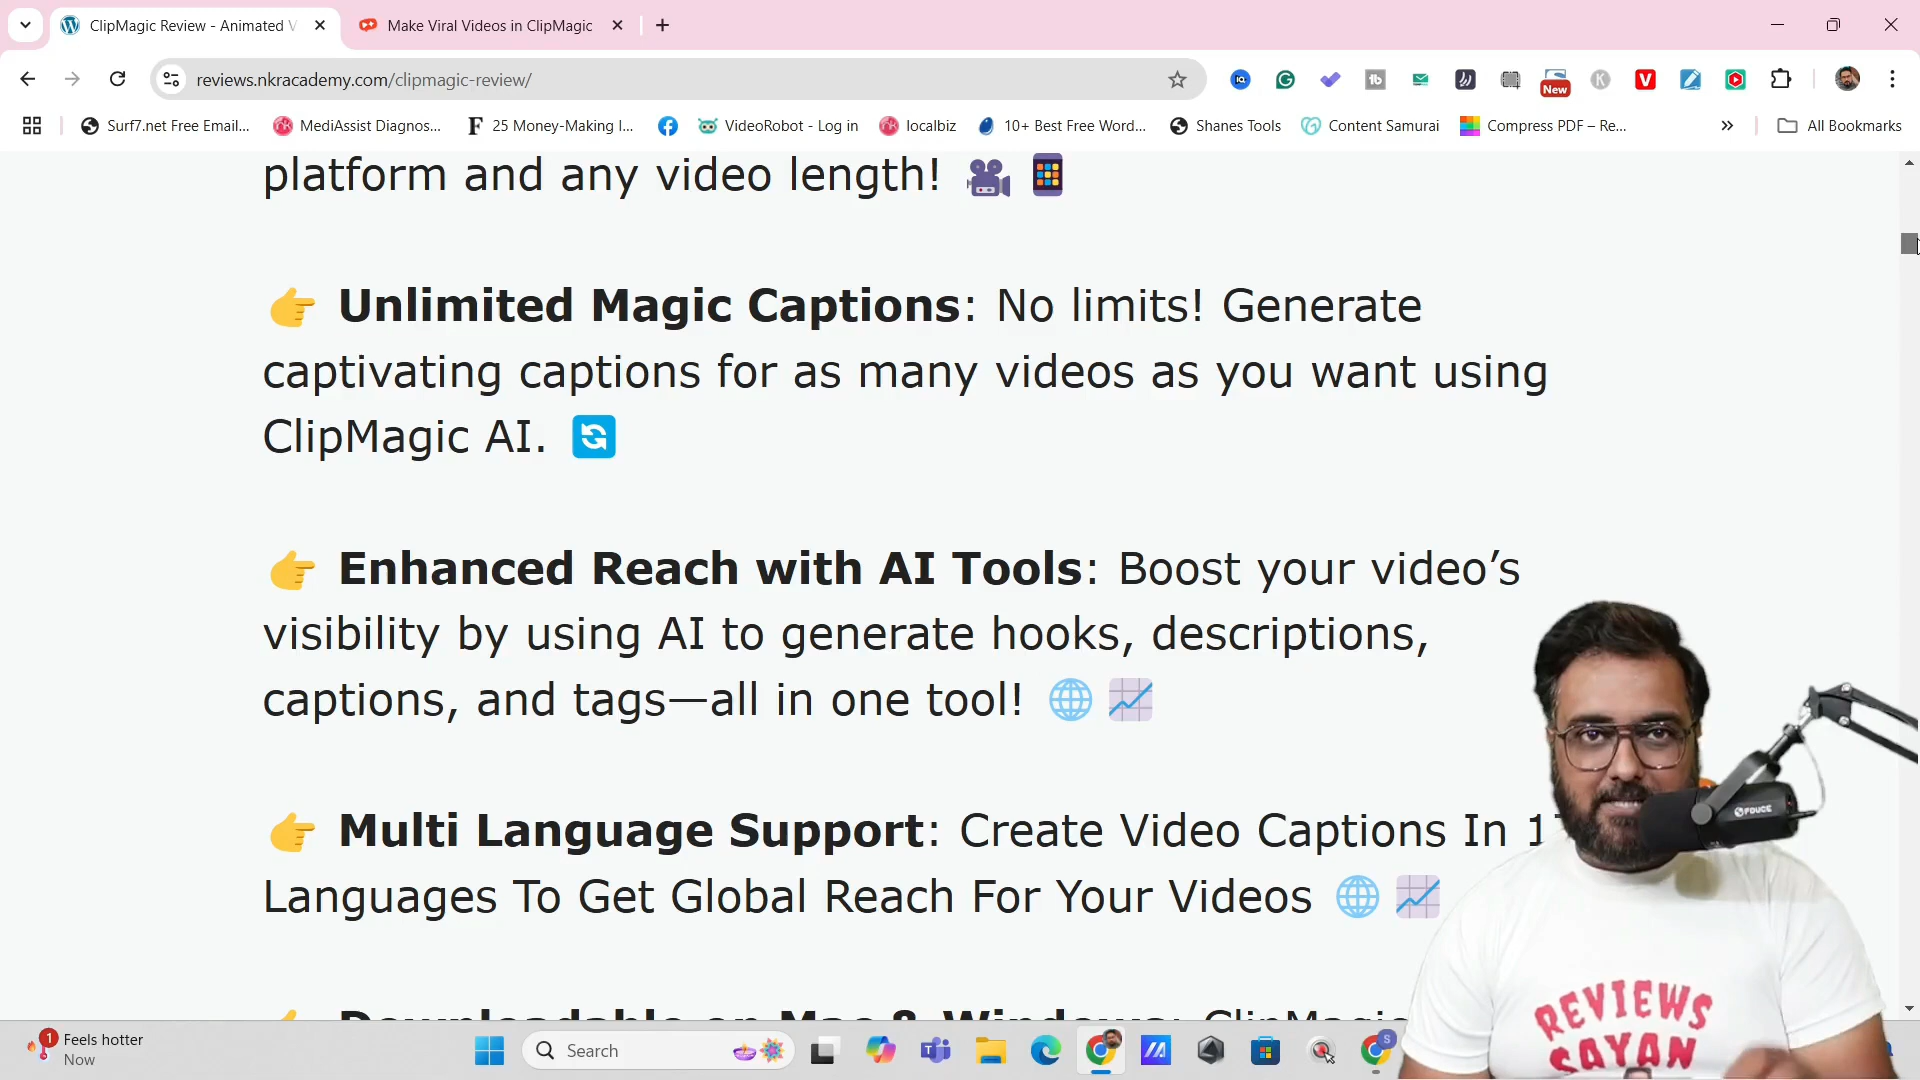 ClipMagic Review - Animated V
Make Viral Videos in ClipMagic
reviews.nkracademy.com/clipmagic-review/
New
Surf7.net Free Email...
MediAssist Diagnos...
25 Money-Making I...
VideoRobot - Log in
localbiz
10+ Best Free Word...
Shanes Tools
Content Samurai
Compress PDF – Re...
All Bookmarks
platform and any video length!
Unlimited Magic Captions: No limits! Generate
captivating captions for as many videos as you want using
ClipMagic AI.
Enhanced Reach with AI Tools: Boost your video’s
visibility by using AI to generate hooks, descriptions,
captions, and tags—all in one tool!
Multi Language Support: Create Video Captions In
Languages To Get Global Reach For Your Videos
FDUCE
REVIEWS
SAYAN
1
Feels hotter
Now
Search
S